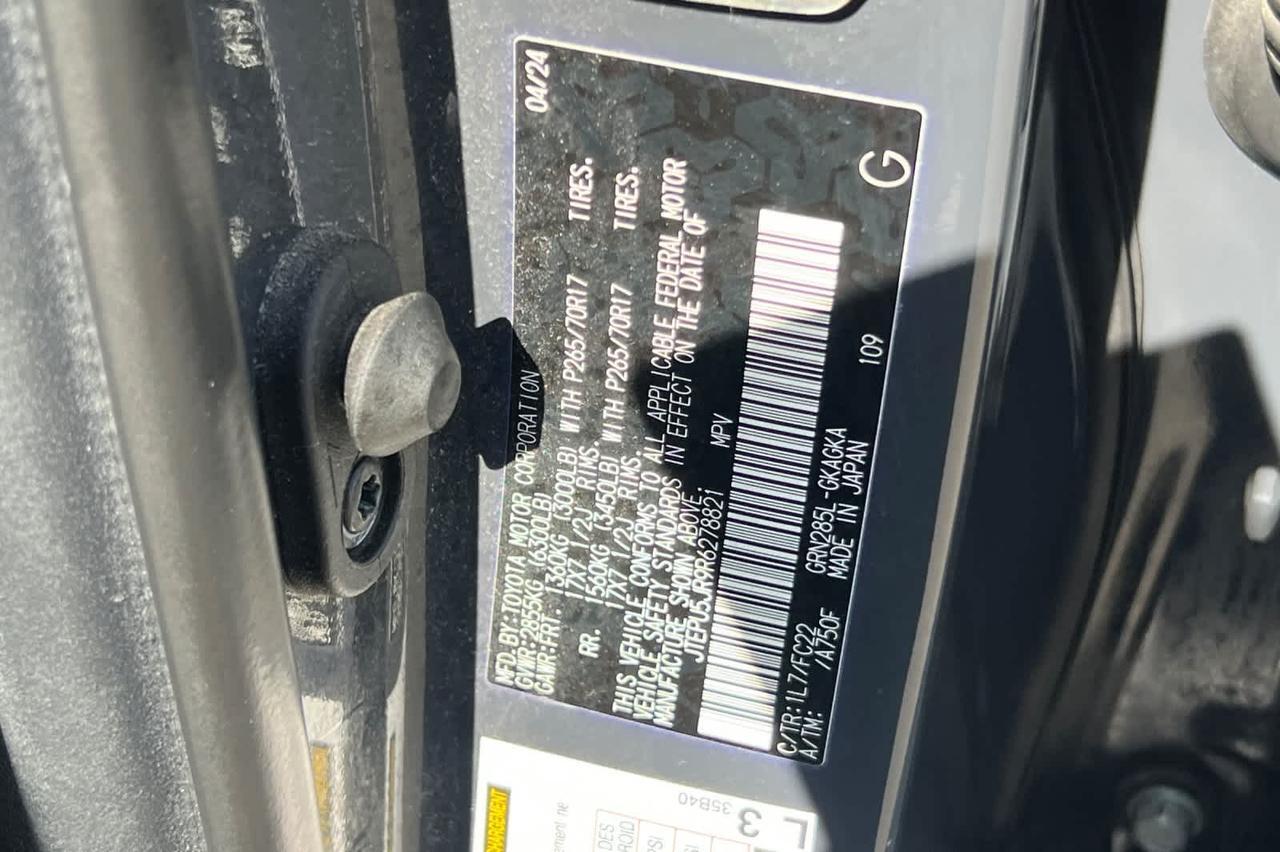 04/24
MFD.BY:TOYOTA MOTOR CORPORATION
GVWR:2855KG (6300LB)
GAWR:FRT. 1360KG (3000LB) WITH P265/70R17 TIRES.
17X7 1/2J RIMS.
RR. 1560KG (3450LB) WITH P265/70R17 TIRES.
17X7 1/2J RIMS.
THIS VEHICLE CONFORMS TO ALL APPLICABLE FEDERAL MOTOR
VEHICLE SAFETY STANDARDS IN EFFECT ON THE DATE OF
MANUFACTURE SHOWN ABOVE.
JTEPU5JR9R6278821 MPV
C/TR:1L7/FC22 GRN285L-GKAGKA 109 G
A/TM: /A750F MADE IN JAPAN
35B40
3
DES